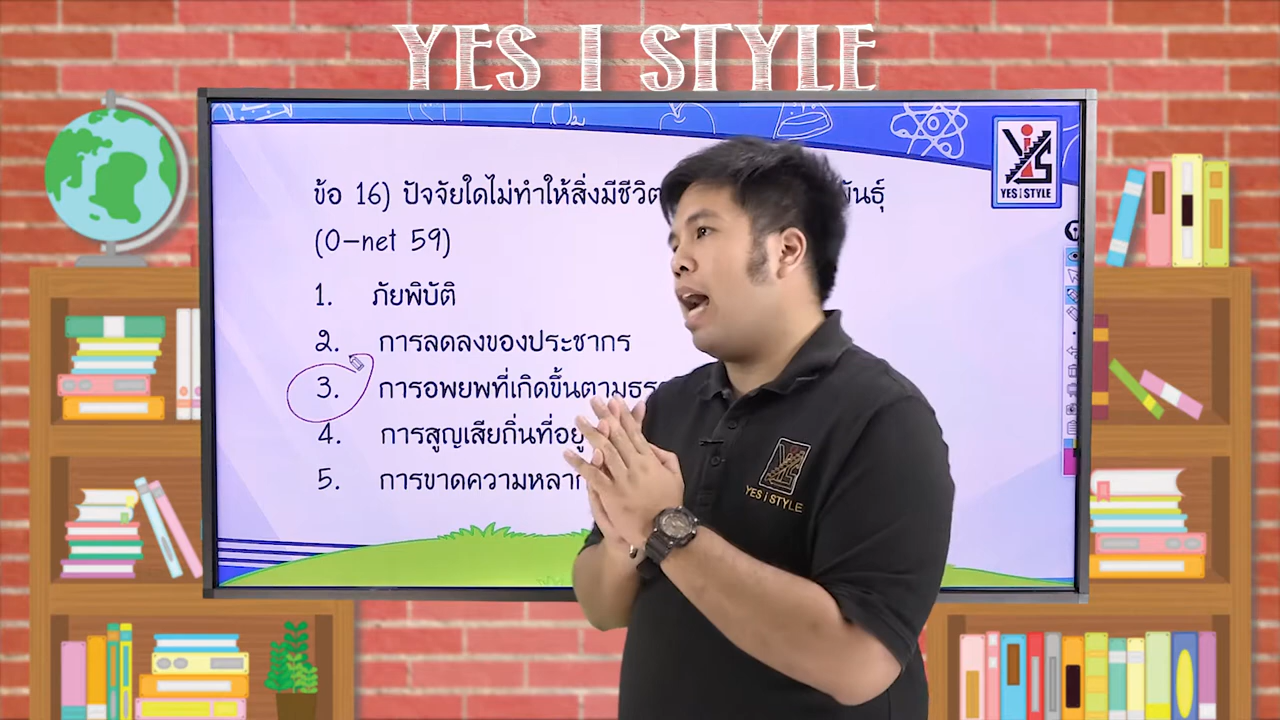 YES I STYLE
ข้อ 16) ปัจจัยใดไม่ทำให้สิ่งมีชีวิต พันธุ์
(O-net 59)
YES I STYLE
1. ภัยพิบัติ
2. การลดลงของประชากร
3. การอพยพที่เกิดขึ้นตาม
4. การสูญเสียถิ่นที่อยู่
5. การขาดความหลาก
YES i STYLE